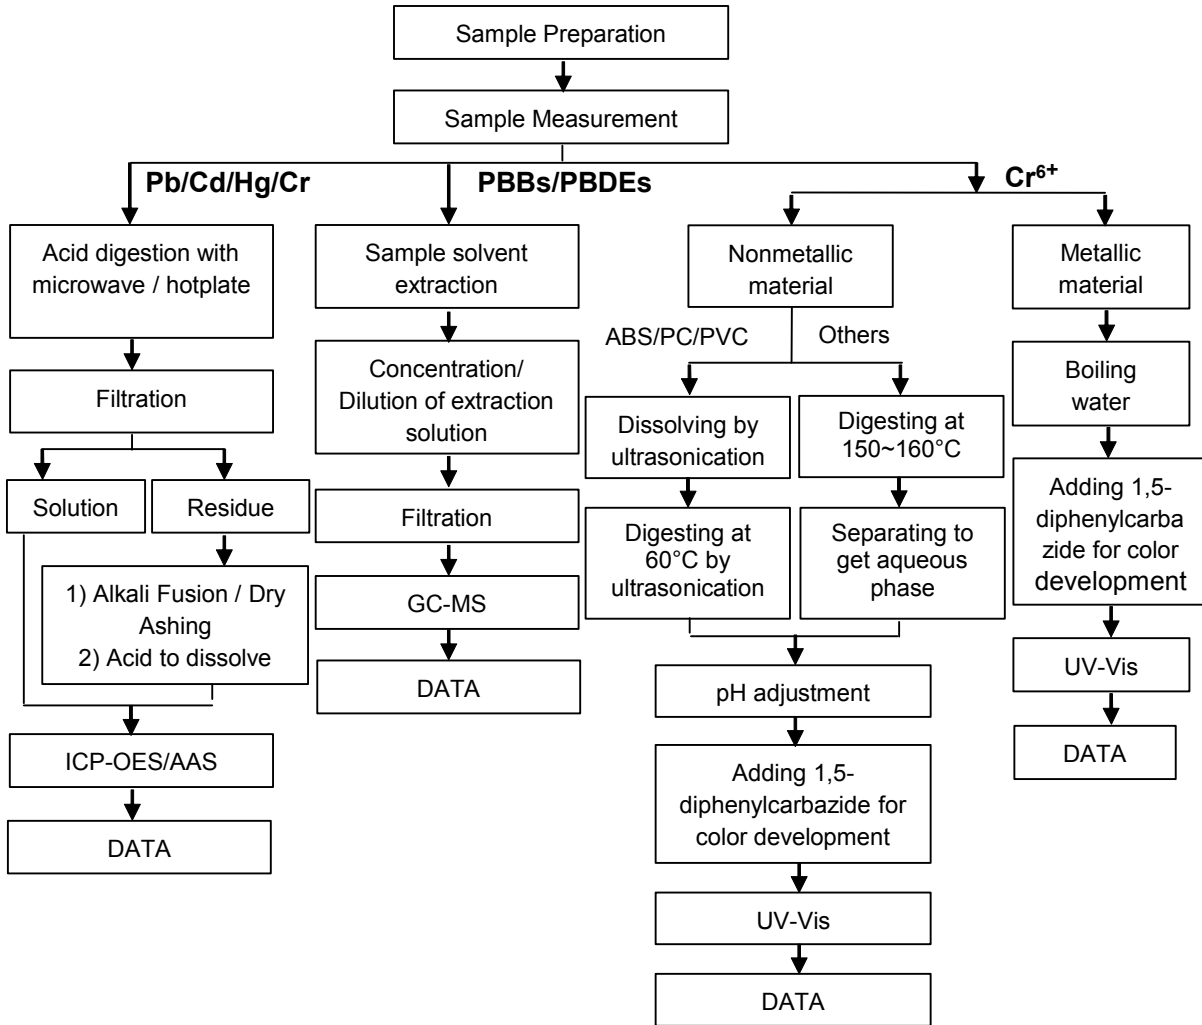 Sample Preparation
Sample Measurement
Pb/Cd/Hg/Cr
PBBs/PBDEs
Cr⁶⁺
Acid digestion with
microwave / hotplate
Filtration
Solution
Residue
1) Alkali Fusion / Dry
Ashing
2) Acid to dissolve
ICP-OES/AAS
DATA
Sample solvent
extraction
Concentration/
Dilution of extraction
solution
Filtration
GC-MS
DATA
Nonmetallic
material
ABS/PC/PVC
Others
Dissolving by
ultrasonication
Digesting at
60°C by
ultrasonication
Digesting at
150~160°C
Separating to
get aqueous
phase
pH adjustment
Adding 1,5-
diphenylcarbazide for
color development
UV-Vis
DATA
Metallic
material
Boiling
water
Adding 1,5-
diphenylcarba
zide for color
development
UV-Vis
DATA